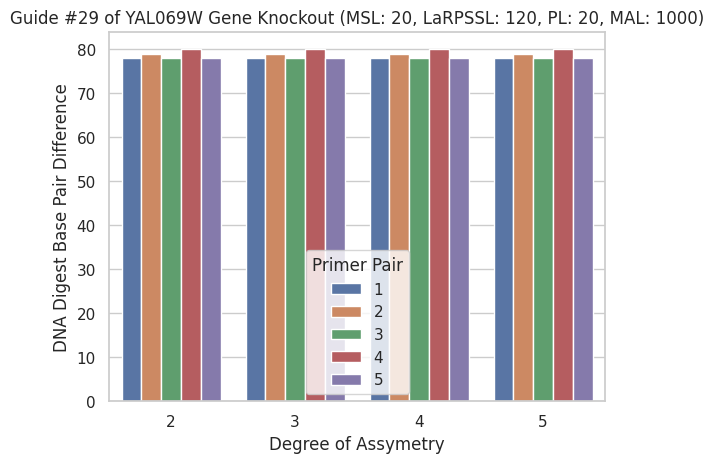 Guide #29 of YAL069W Gene Knockout (MSL: 20, LaRPSSL: 120, PL: 20, MAL: 1000)
DNA Digest Base Pair Difference
80
70
60
50
40
30
20
10
0
Primer Pair
1
2
3
4
5
2 3 4 5
Degree of Assymetry